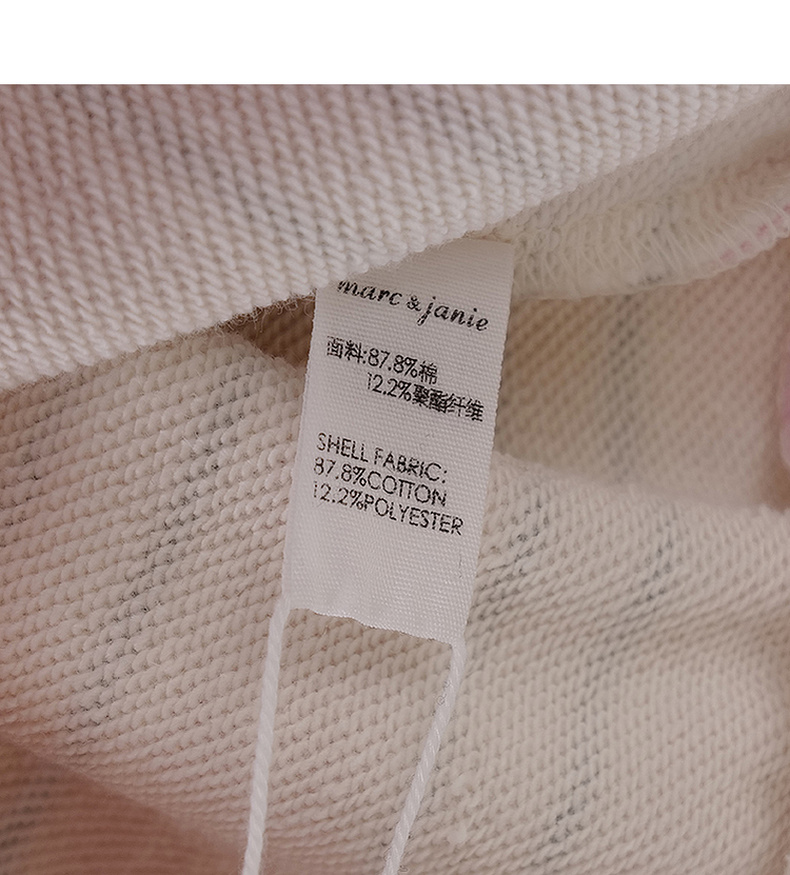 marc & janie
面料:87.8%棉
12.2%聚酯纤维
SHELL FABRIC:
87.8%COTTON
12.2%POLYESTER